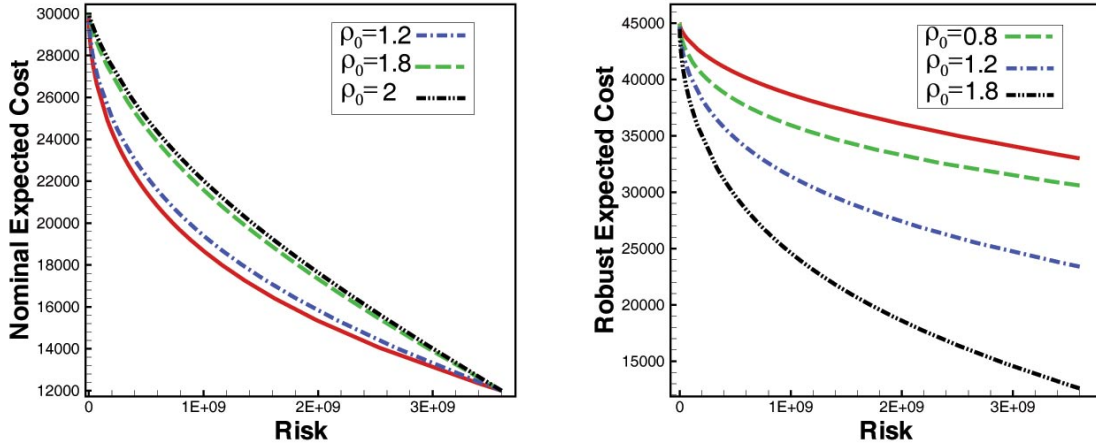 30000
28000
26000
24000
22000
20000
18000
16000
14000
12000
Nominal Expected Cost
ρ₀=1.2
ρ₀=1.8
ρ₀= 2
0
1E+09
2E+09
3E+09
Risk
45000
40000
35000
30000
25000
20000
15000
Robust Expected Cost
ρ₀=0.8
ρ₀=1.2
ρ₀=1.8
0
1E+09
2E+09
3E+09
Risk